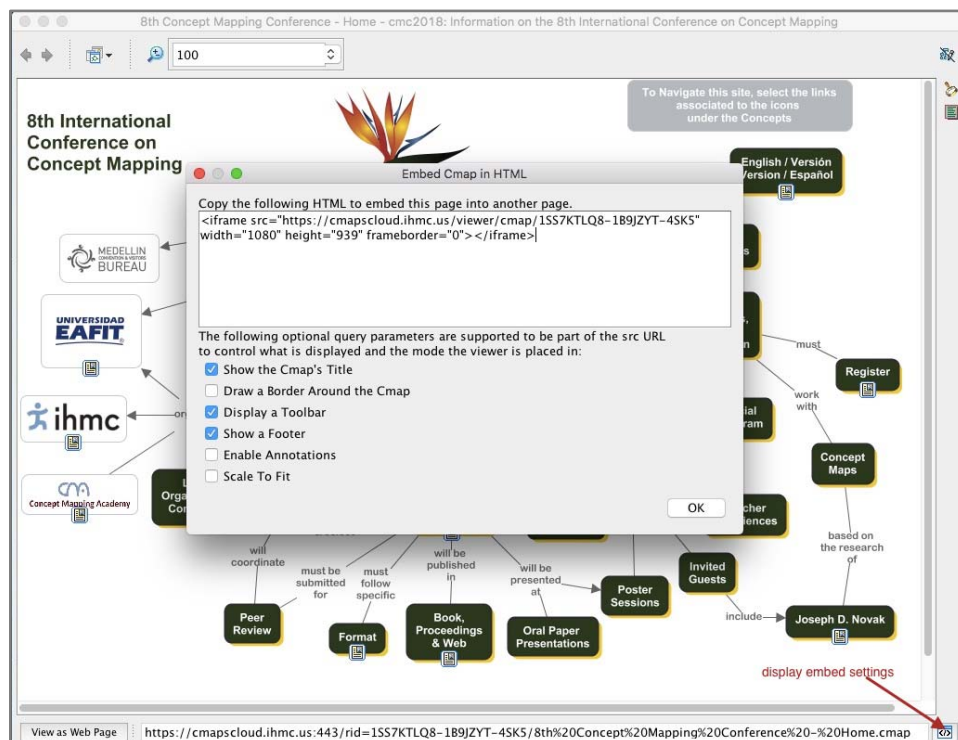 8th Concept Mapping Conference - Home - cmc2018: Information on the 8th International Conference on Concept Mapping
100
To Navigate this site, select the links
associated to the icons
under the Concepts
8th International
Conference on
Concept Mapping
English / Versión
Version / Español
Embed Cmap in HTML
Copy the following HTML to embed this page into another page.
<iframe src="https://cmapscloud.ihmc.us/viewer/cmap/1SS7KTLQ8-1B9JZYT-4SK5"
width="1080" height="939" frameborder="0"></iframe>
MEDELLIN
CONVENTION & VISITORS
BUREAU
UNIVERSIDAD
EAFIT
The following optional query parameters are supported to be part of the src URL
to control what is displayed and the mode the viewer is placed in:
Show the Cmap's Title
Draw a Border Around the Cmap
Display a Toolbar
Show a Footer
Enable Annotations
Scale To Fit
OK
must
Register
work
with
ihmc
Concept
Maps
Concept Mapping Academy
based on
the research
of
will
coordinate
must be
submitted
for
must
follow
specific
will be
published
in
will be
presented
at
Invited
Guests
Poster
Sessions
include
Joseph D. Novak
Peer
Review
Format
Book,
Proceedings
& Web
Oral Paper
Presentations
display embed settings
View as Web Page
https://cmapscloud.ihmc.us:443/rid=1SS7KTLQ8-1B9JZYT-4SK5/8th%20Concept%20Mapping%20Conference%20-%20Home.cmap